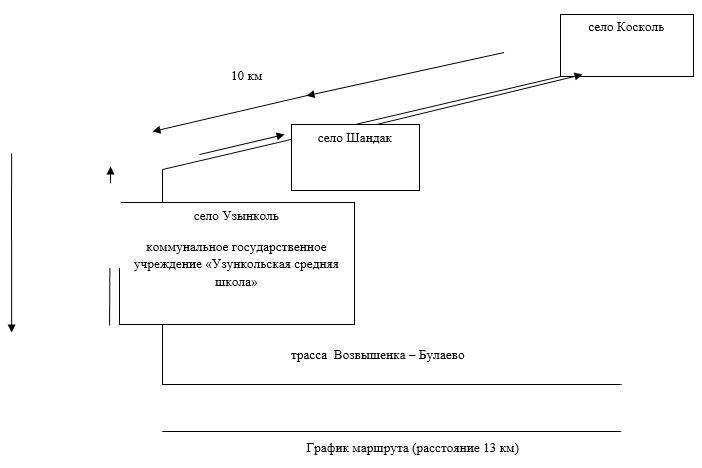 село Косколь
10 км
село Шандак
село Узынколь
коммунальное государственное
учреждение «Узункольская средняя
школа»
трасса Возвышенка – Булаево
График маршрута (расстояние 13 км)